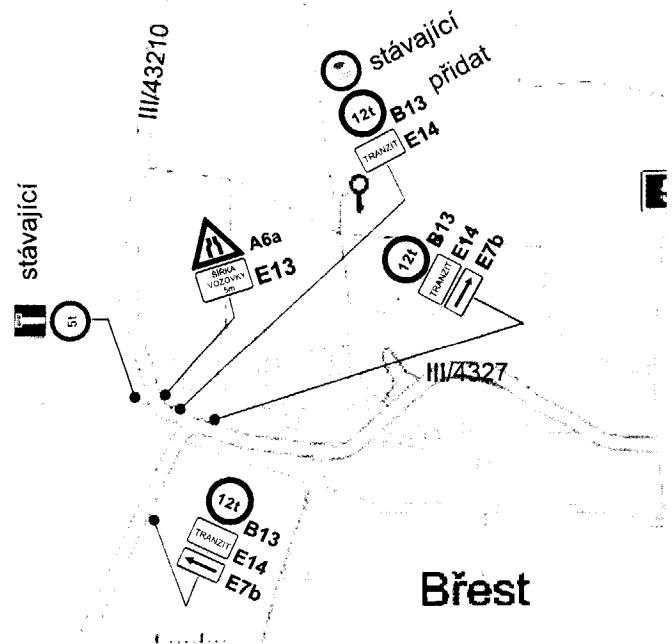 III/43210
stávající
přidat
12t
B13
TRANZIT
E14
stávající
5t
A6a
ŠÍŘKA
VOZOVKY
5m
E13
12t
B13
TRANZIT
E14
E7b
III/4327
12t
B13
TRANZIT
E14
E7b
Břest